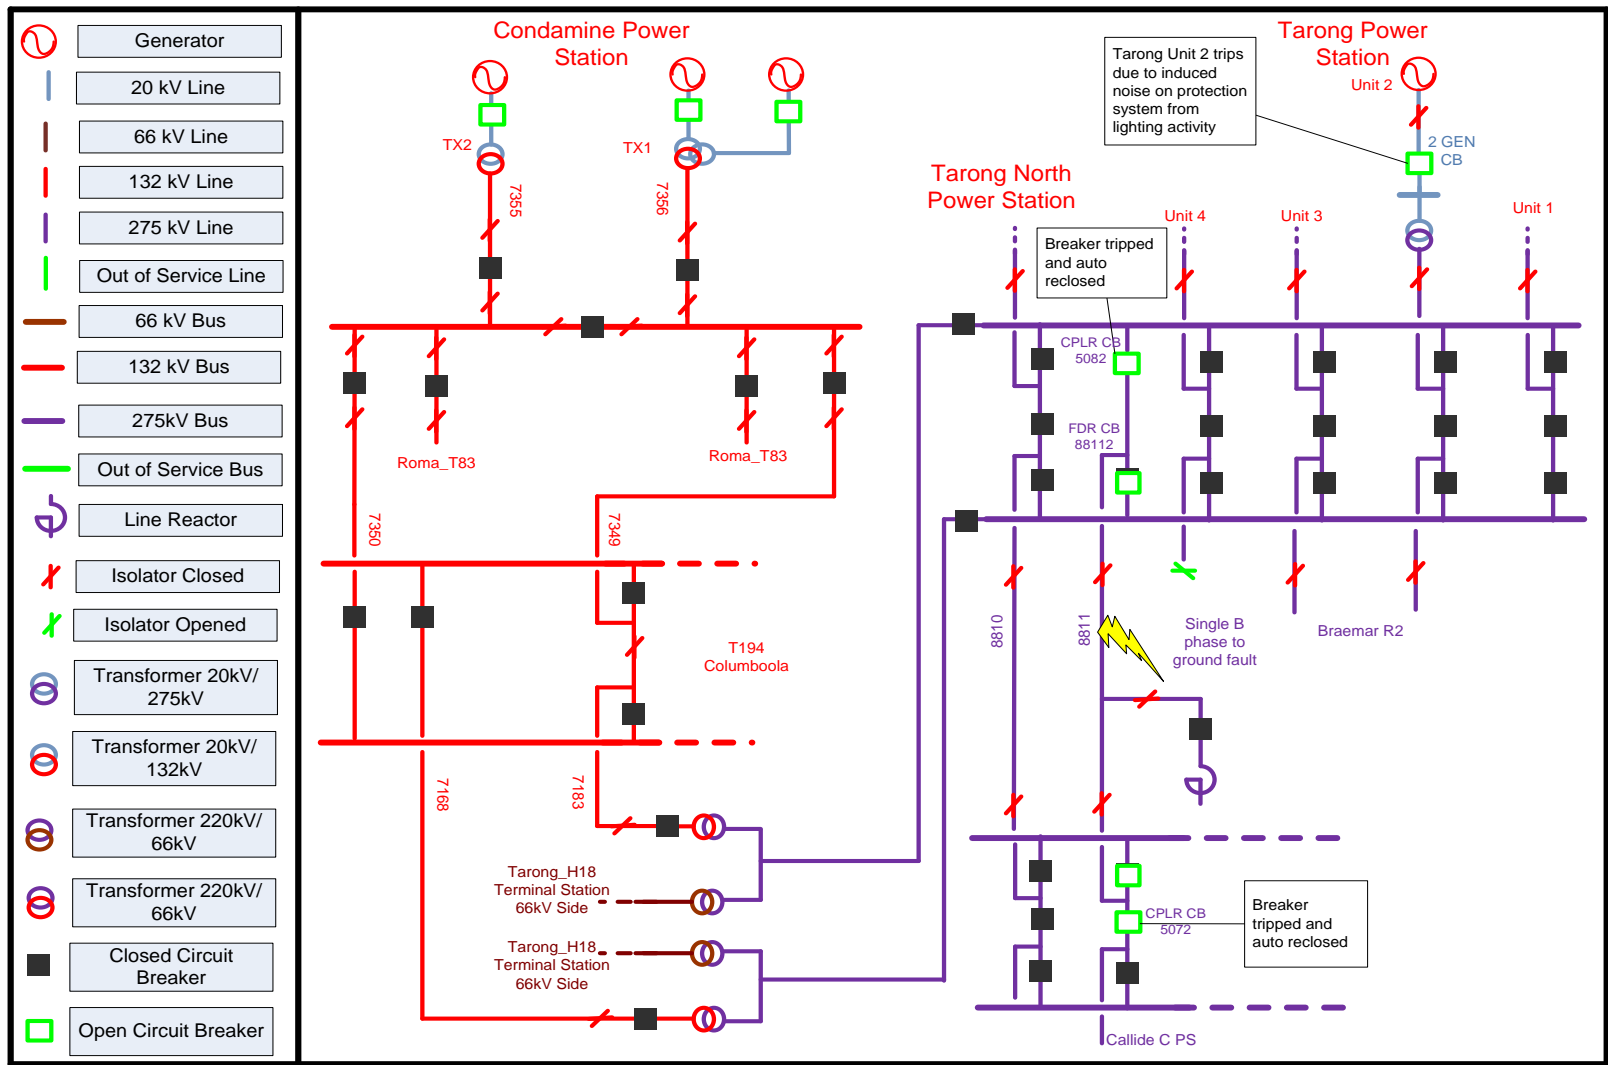 Generator
20 kV Line
66 kV Line
132 kV Line
275 kV Line
Out of Service Line
66 kV Bus
132 kV Bus
275kV Bus
Out of Service Bus
Line Reactor
Isolator Closed
Isolator Opened
Transformer 20kV/
275kV
Transformer 20kV/
132kV
Transformer 220kV/
66kV
Transformer 220kV/
66kV
Closed Circuit
Breaker
Open Circuit Breaker
Condamine Power
Station
TX2
TX1
7355
7356
Roma_T83
Roma_T83
7350
7349
T194
Columboola
7168
7183
Tarong_H18
Terminal Station
66kV Side
Tarong_H18
Terminal Station
66kV Side
Tarong Power
Station
Unit 2
Tarong Unit 2 trips
due to induced
noise on protection
system from
lighting activity
2 GEN
CB
Tarong North
Power Station
Unit 4
Unit 3
Unit 1
Breaker tripped
and auto
reclosed
CPLR CB
5082
FDR CB
88112
8810
8811
Single B
phase to
ground fault
Braemar R2
CPLR CB
5072
Breaker
tripped and
auto reclosed
Callide C PS